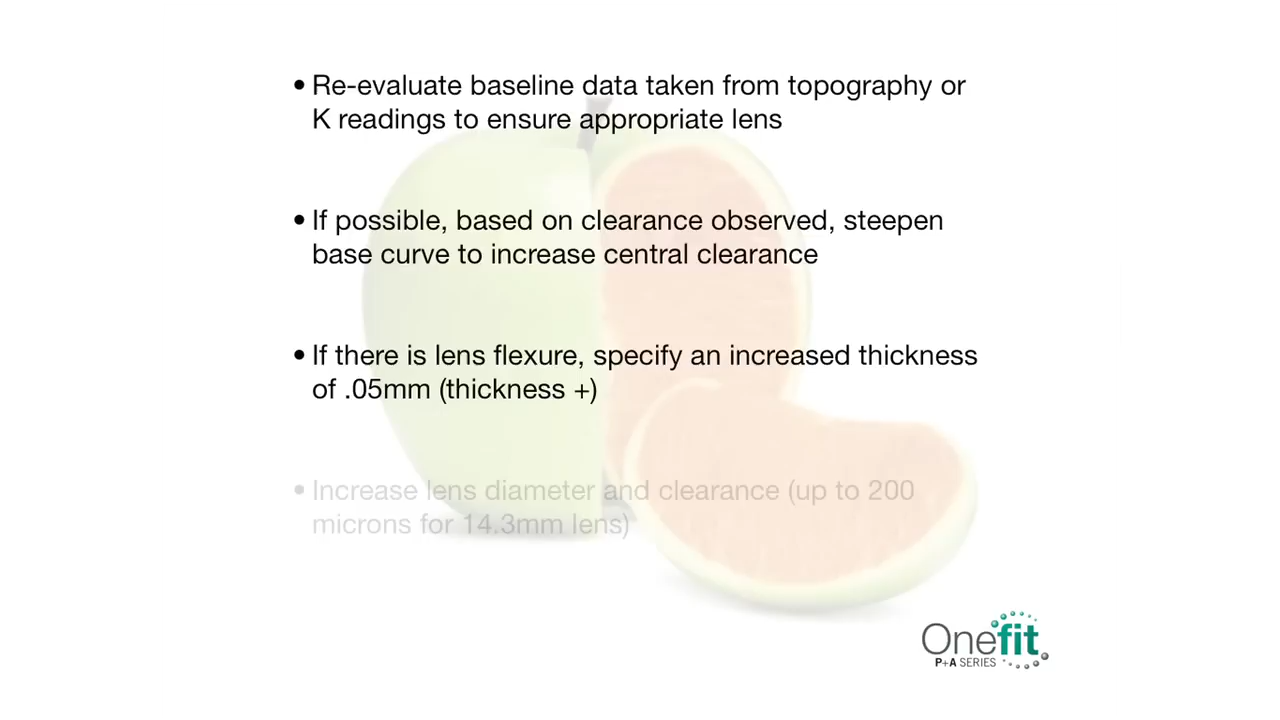 • Re-evaluate baseline data taken from topography or
K readings to ensure appropriate lens
• If possible, based on clearance observed, steepen
base curve to increase central clearance
• If there is lens flexure, specify an increased thickness
of .05mm (thickness +)
• Increase lens diameter and clearance (up to 200
microns for 14.3mm lens)
Onefit
P+A SERIES